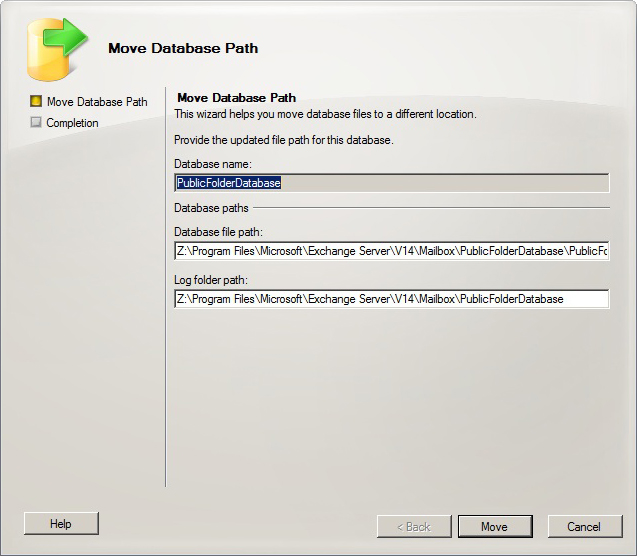 Move Database Path
Move Database Path
Completion
Move Database Path
This wizard helps you move database files to a different location.
Provide the updated file path for this database.
Database name:
PublicFolderDatabase
Database paths
Database file path:
Z:\Program Files\Microsoft\Exchange Server\V14\Mailbox\PublicFolderDatabase\PublicFo
Log folder path:
Z:\Program Files\Microsoft\Exchange Server\V14\Mailbox\PublicFolderDatabase
Help
< Back
Move
Cancel